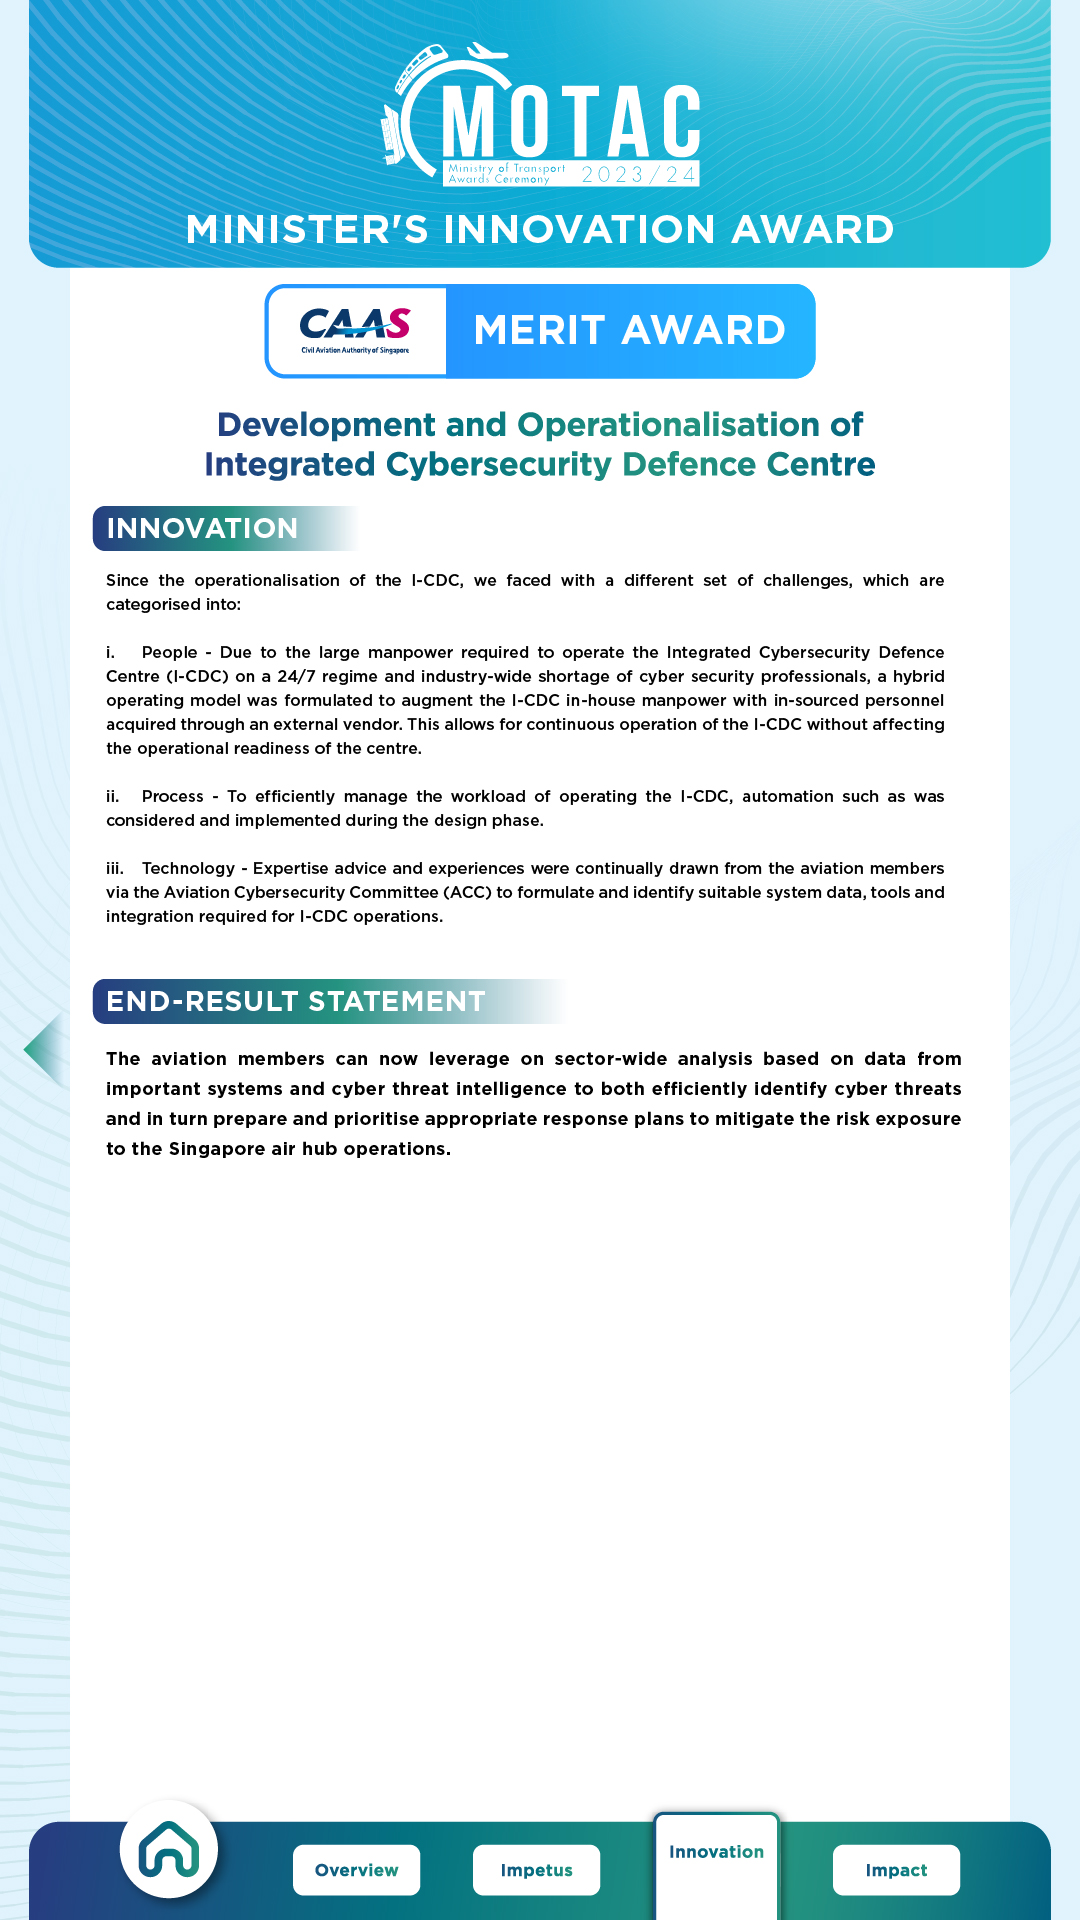 MOTAC
Ministry of Transport
Awards Ceremony
2023/24
MINISTER'S INNOVATION AWARD
CAAS
Civil Aviation Authority of Singapore
MERIT AWARD
Development and Operationalisation of
Integrated Cybersecurity Defence Centre
INNOVATION
Since the operationalisation of the I-CDC, we faced with a different set of challenges, which are
categorised into:
i. People - Due to the large manpower required to operate the Integrated Cybersecurity Defence
Centre (I-CDC) on a 24/7 regime and industry-wide shortage of cyber security professionals, a hybrid
operating model was formulated to augment the I-CDC in-house manpower with in-sourced personnel
acquired through an external vendor. This allows for continuous operation of the I-CDC without affecting
the operational readiness of the centre.
ii. Process - To efficiently manage the workload of operating the I-CDC, automation such as was
considered and implemented during the design phase.
iii. Technology - Expertise advice and experiences were continually drawn from the aviation members
via the Aviation Cybersecurity Committee (ACC) to formulate and identify suitable system data, tools and
integration required for I-CDC operations.
END-RESULT STATEMENT
The aviation members can now leverage on sector-wide analysis based on data from
important systems and cyber threat intelligence to both efficiently identify cyber threats
and in turn prepare and prioritise appropriate response plans to mitigate the risk exposure
to the Singapore air hub operations.
Overview
Impetus
Innovation
Impact